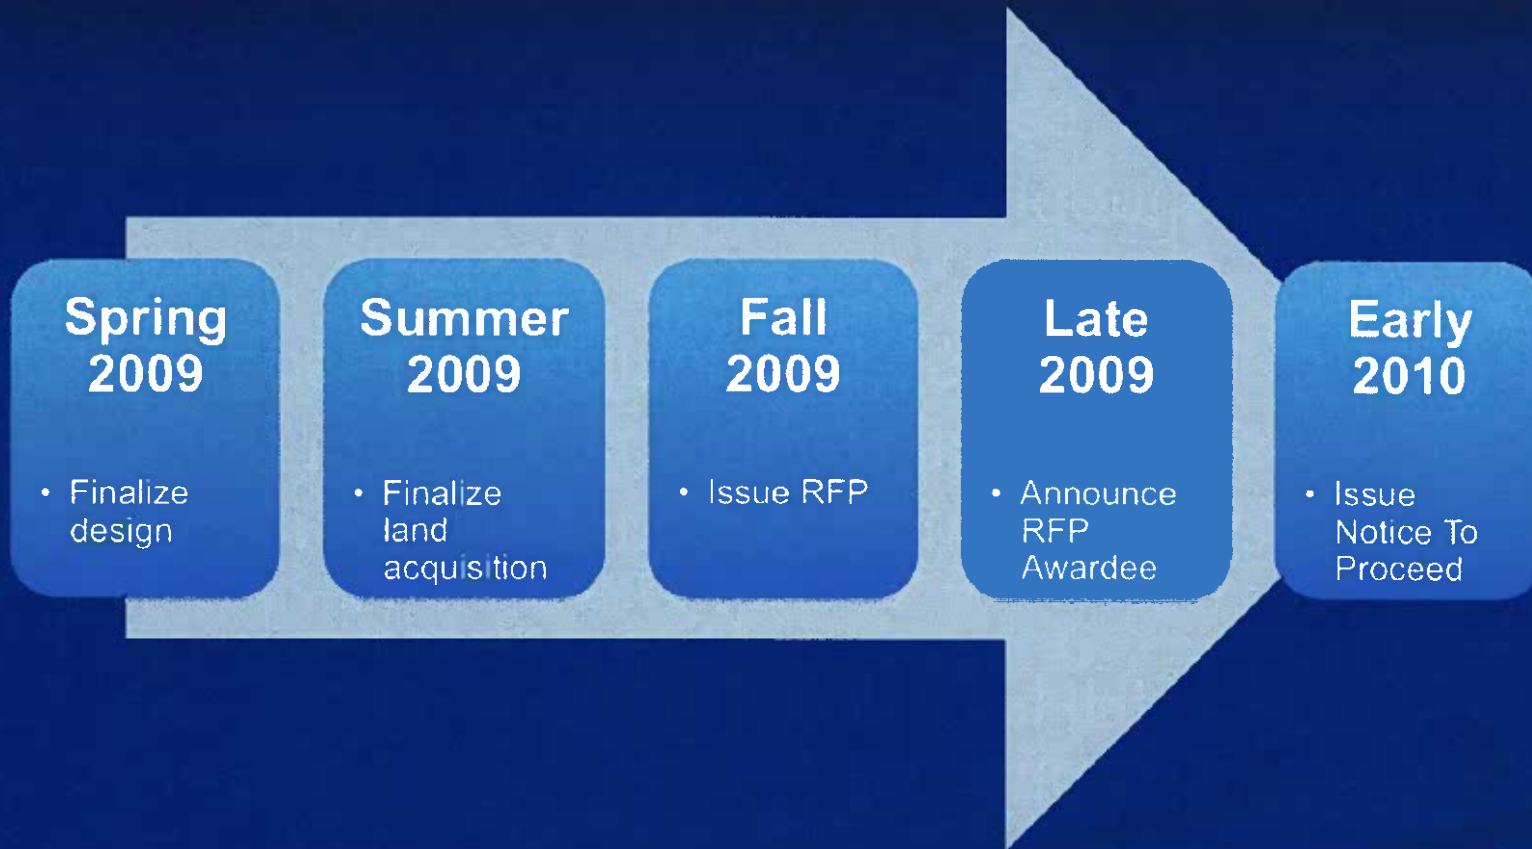 Spring
2009
• Finalize
design
Summer
2009
• Finalize
land
acquisition
Fall
2009
• Issue RFP
Late
2009
• Announce
RFP
Awardee
Early
2010
• Issue
Notice To
Proceed